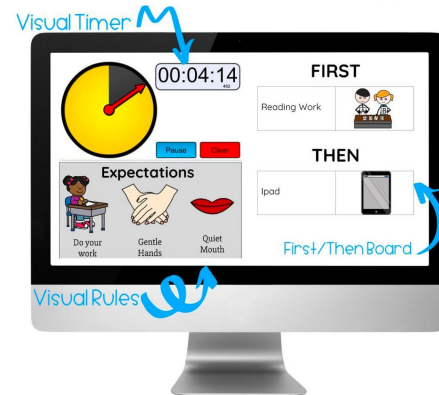 Visual Timer
00:04:14
462
Pause
Clear
Expectations
Do your
work
Gentle
Hands
Quiet
Mouth
Visual Rules
FIRST
Reading Work
THEN
Ipad
First/Then Board